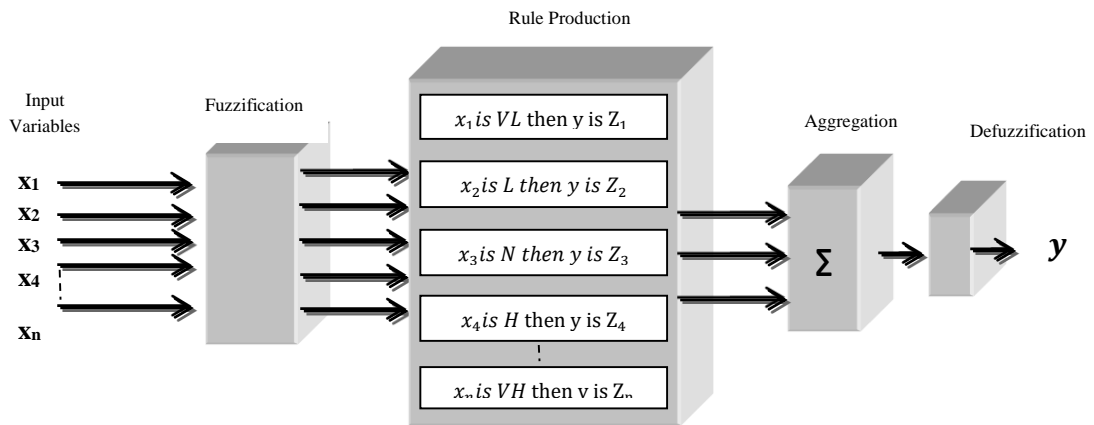 Rule Production
Input
Variables
Fuzzification
Aggregation
Defuzzification
x1
x2
x3
x4
xn
x₁ is VL then y is Z₁
x₂ is L then y is Z₂
x₃ is N then y is Z₃
x₄ is H then y is Z₄
xₙ is VH then v is Zₙ
Σ
y